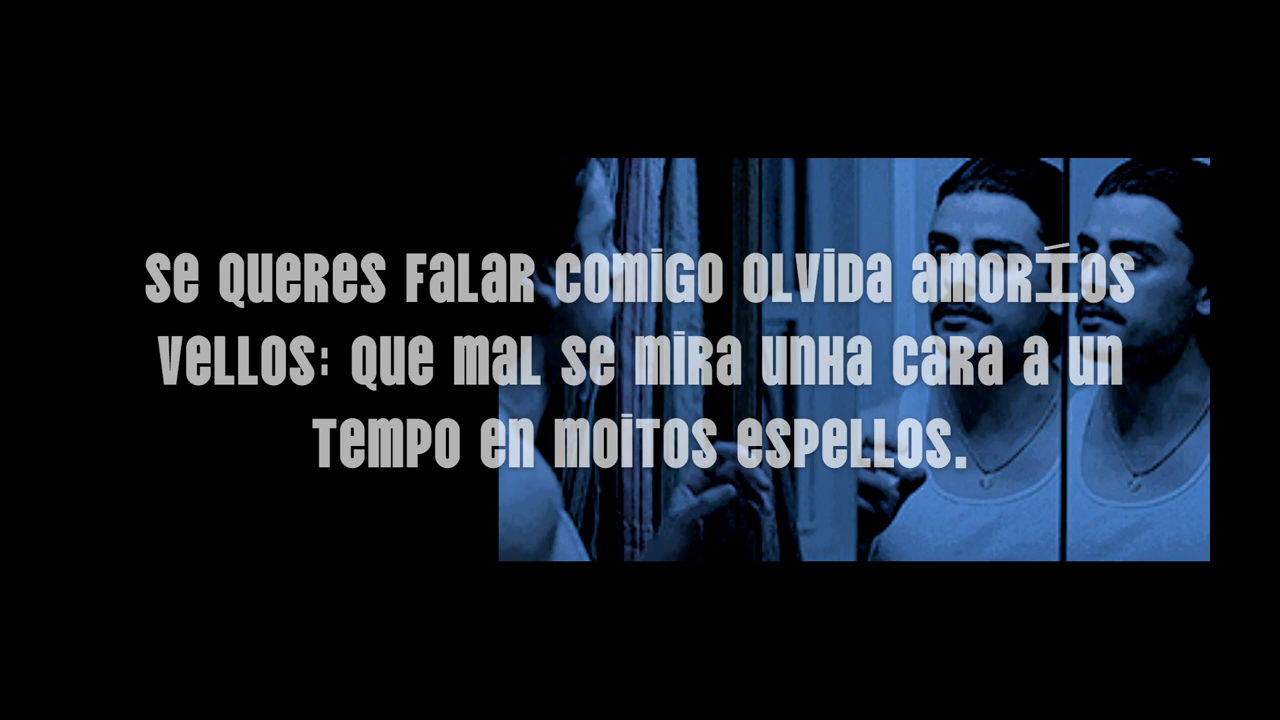 Se queres falar comigo olvida amoríos
vellos: que mal se mira unha cara a un
tempo en moitos espellos.